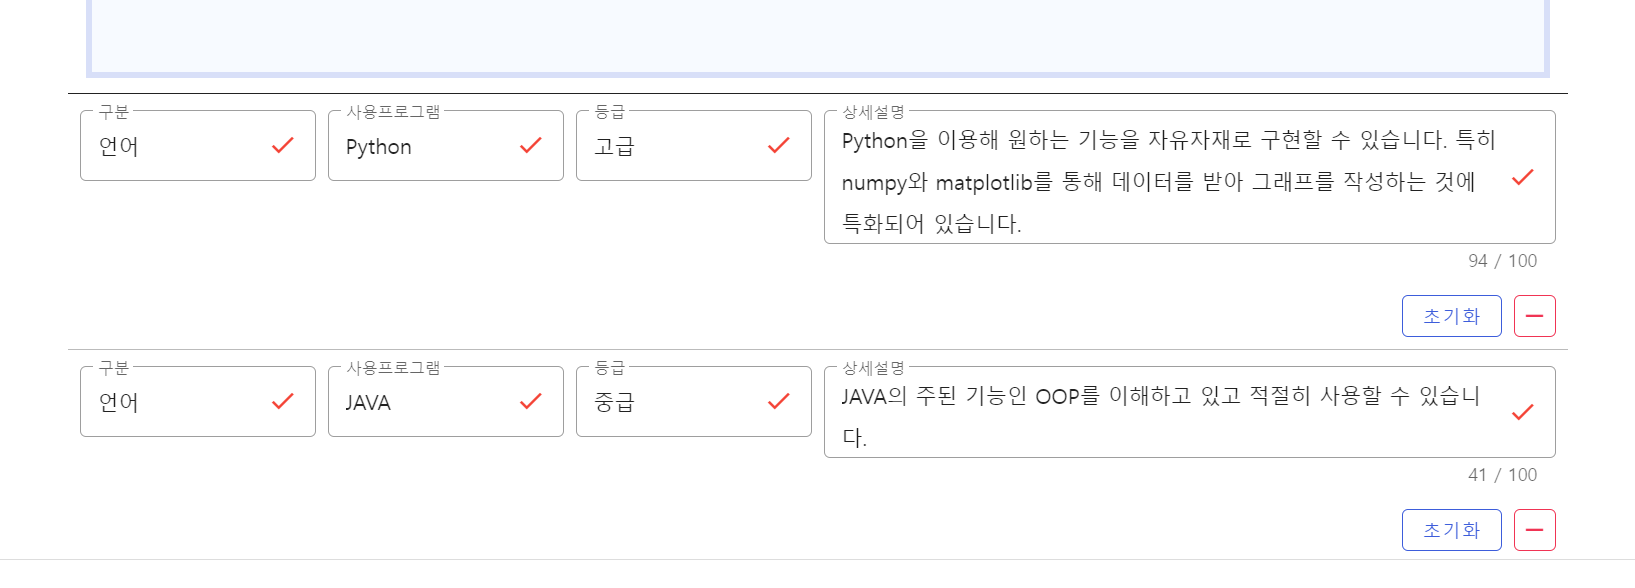 구분 사용프로그램 등급 상세설명
언어 Python 고급 Python을 이용해 원하는 기능을 자유자재로 구현할 수 있습니다. 특히
numpy와 matplotlib를 통해 데이터를 받아 그래프를 작성하는 것에
특화되어 있습니다.
94 / 100
초기화
구분 사용프로그램 등급 상세설명
언어 JAVA 중급 JAVA의 주된 기능인 OOP를 이해하고 있고 적절히 사용할 수 있습니
다.
41 / 100
초기화